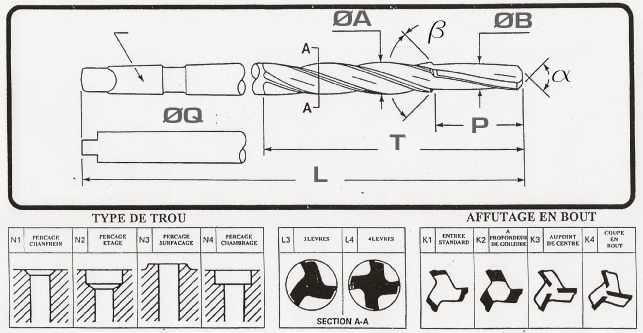 ØA
β
ØB
A
α
A
ØQ
P
T
L
TYPE DE TROU
N1 PERCAGE CHANFREIN
N2 PERCAGE ETAGE
N3 PERCAGE SURFACAGE
N4 PERCAGE CHAMBRAGE
L3 3 LEVRES
L4 4 LEVRES
SECTION A-A
AFFUTAGE EN BOUT
K1 ENTREE STANDARD
K2 A PROFONDEUR DE GOUJURE
K3 AU POINT DE CENTRE
K4 COUPE EN BOUT